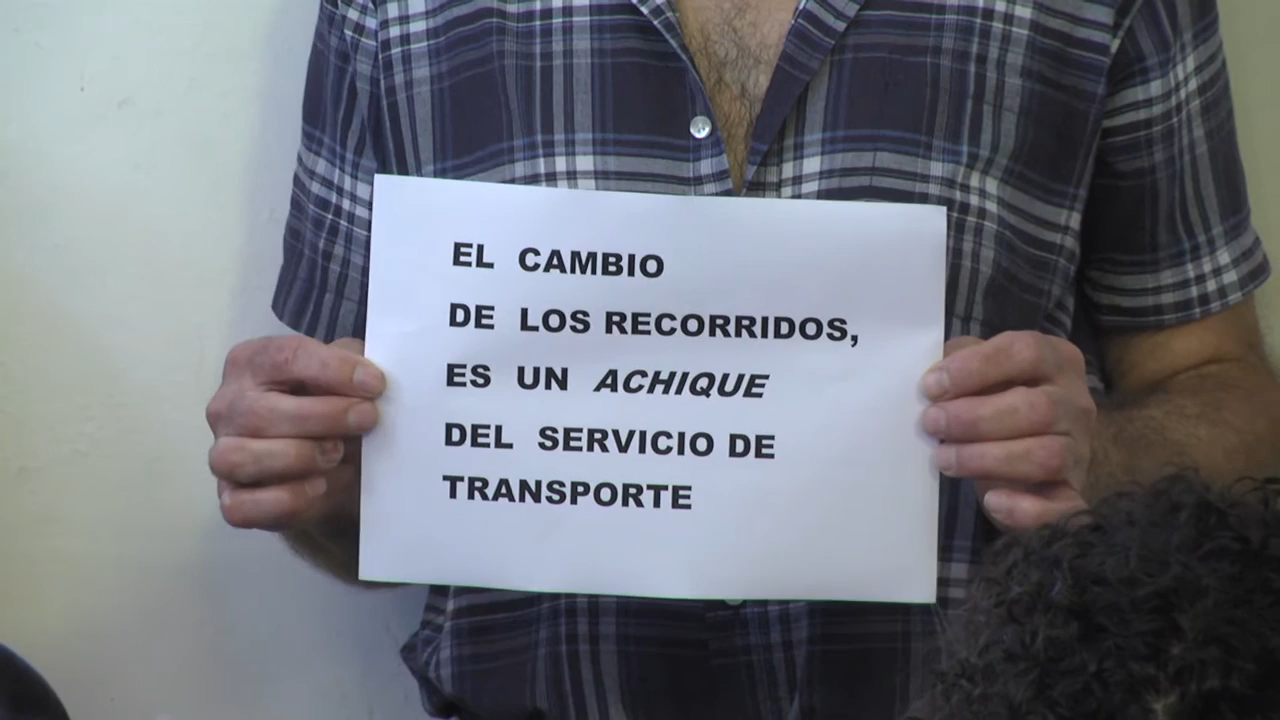 EL CAMBIO
DE LOS RECORRIDOS,
ES UN ACHIQUE
DEL SERVICIO DE
TRANSPORTE